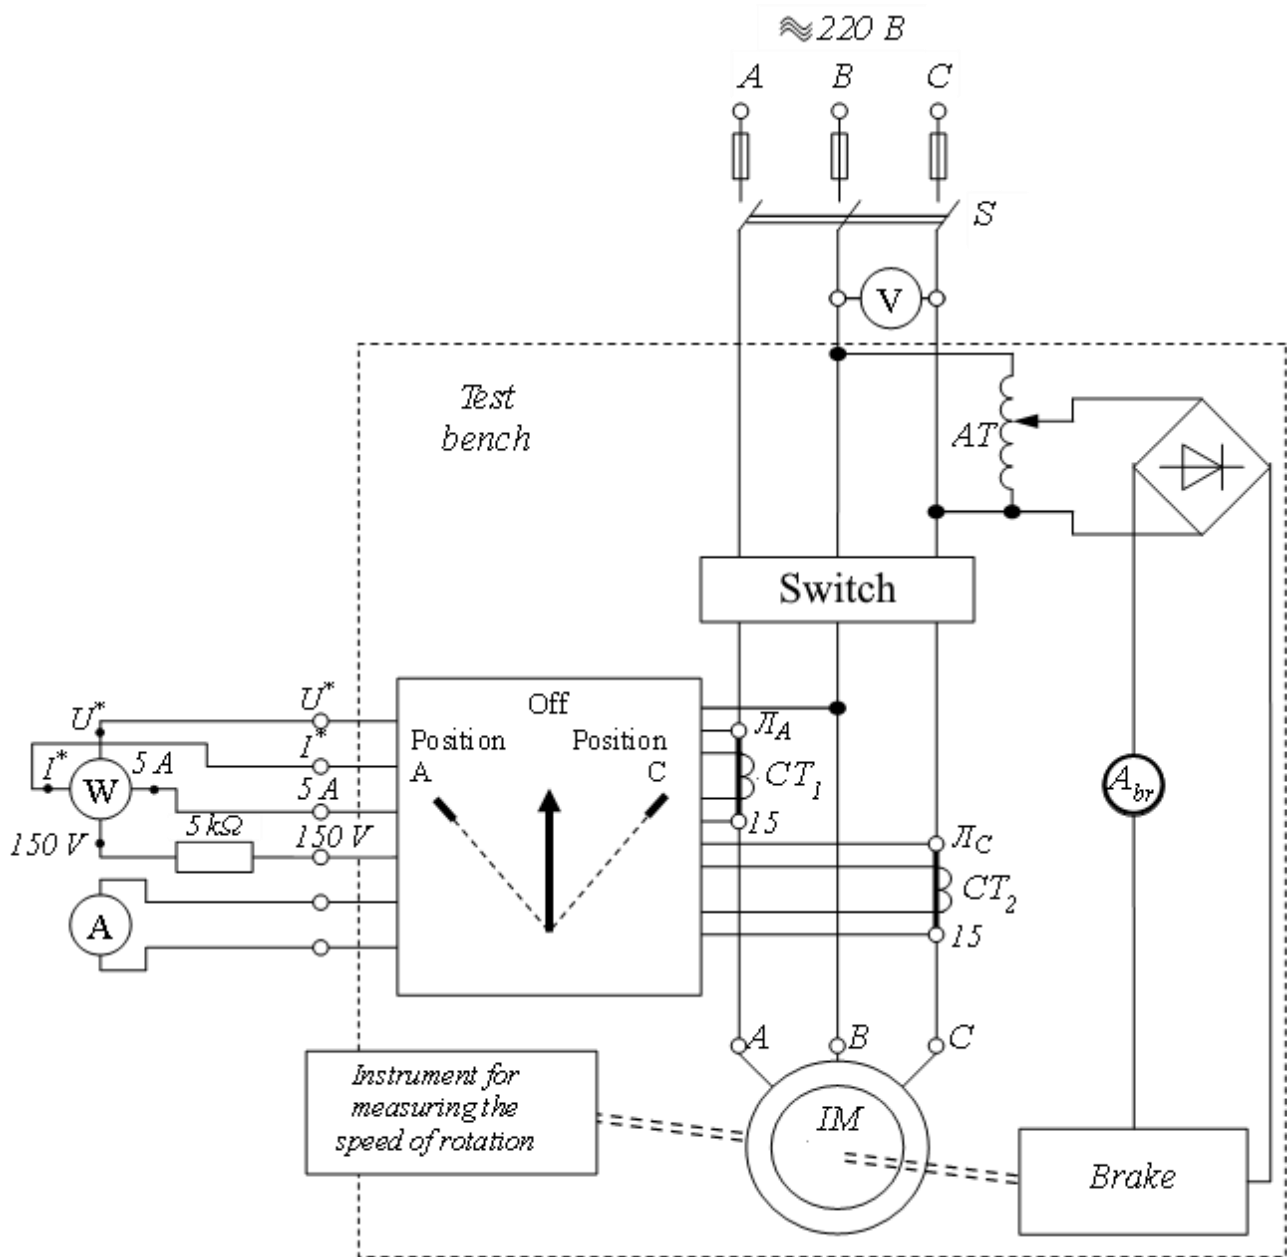 ≋ 220 В
A B C
S
V
Test
bench
AT
Switch
U*
Off
U*
Position Position
Л_A
I*
I* 5 A
A C
CT_1
W
5 A
5 kΩ
150 V
150 V
15
Л_C
CT_2
A
15
A_br
A B C
Instrument for
measuring the
speed of rotation
IM
Brake